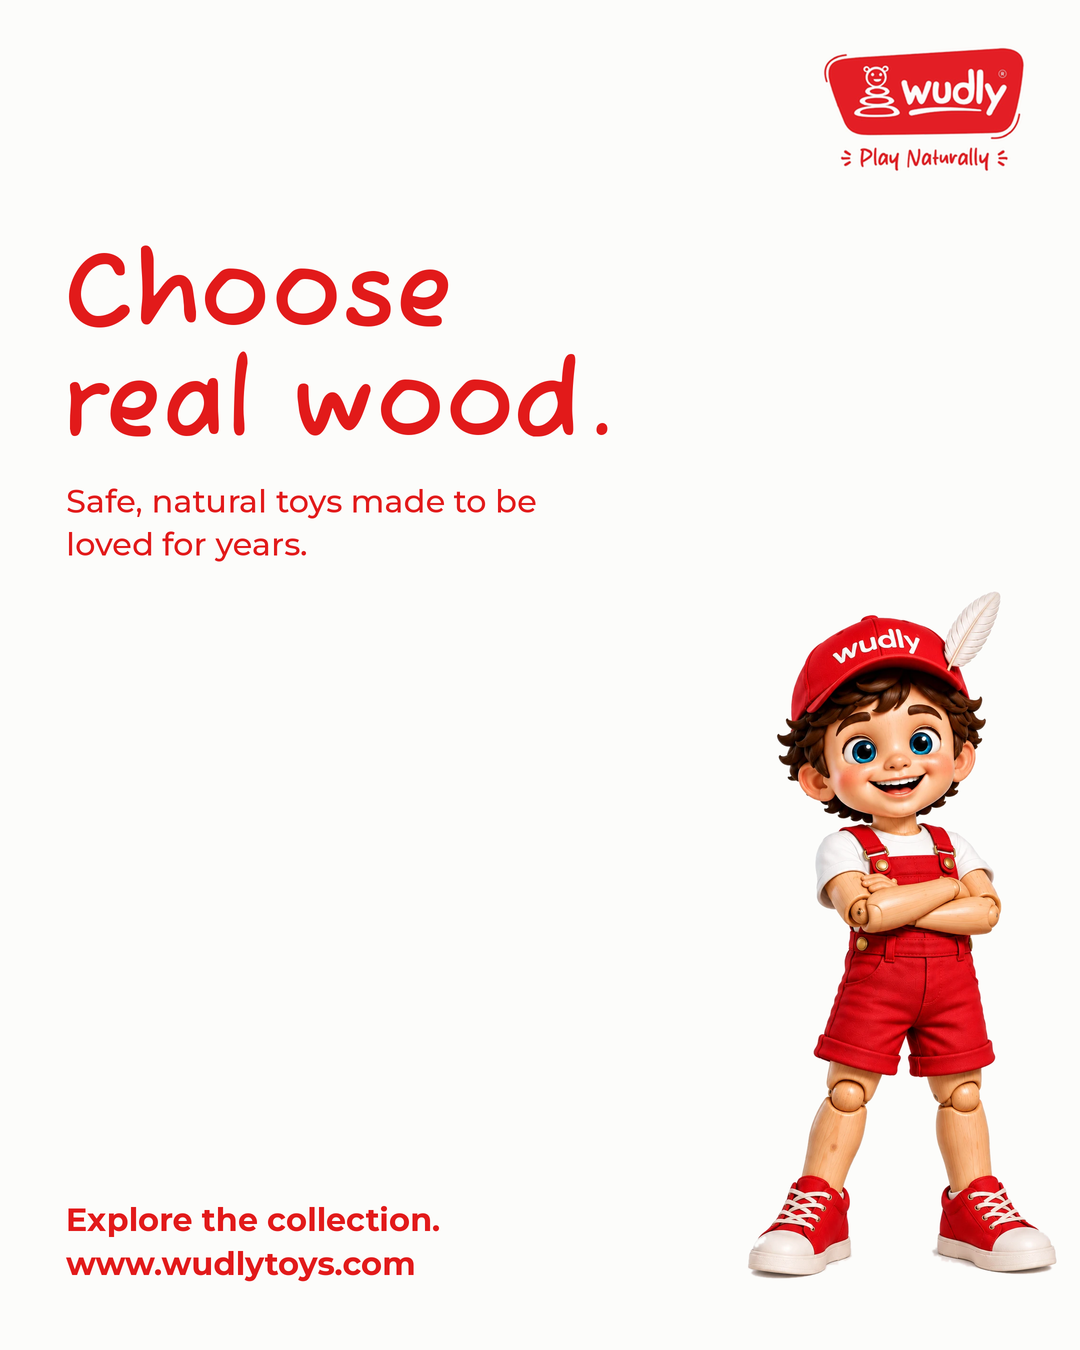 wudly®
Play Naturally
Choose
real wood.
Safe, natural toys made to be
loved for years.
wudly
Explore the collection.
www.wudlytoys.com